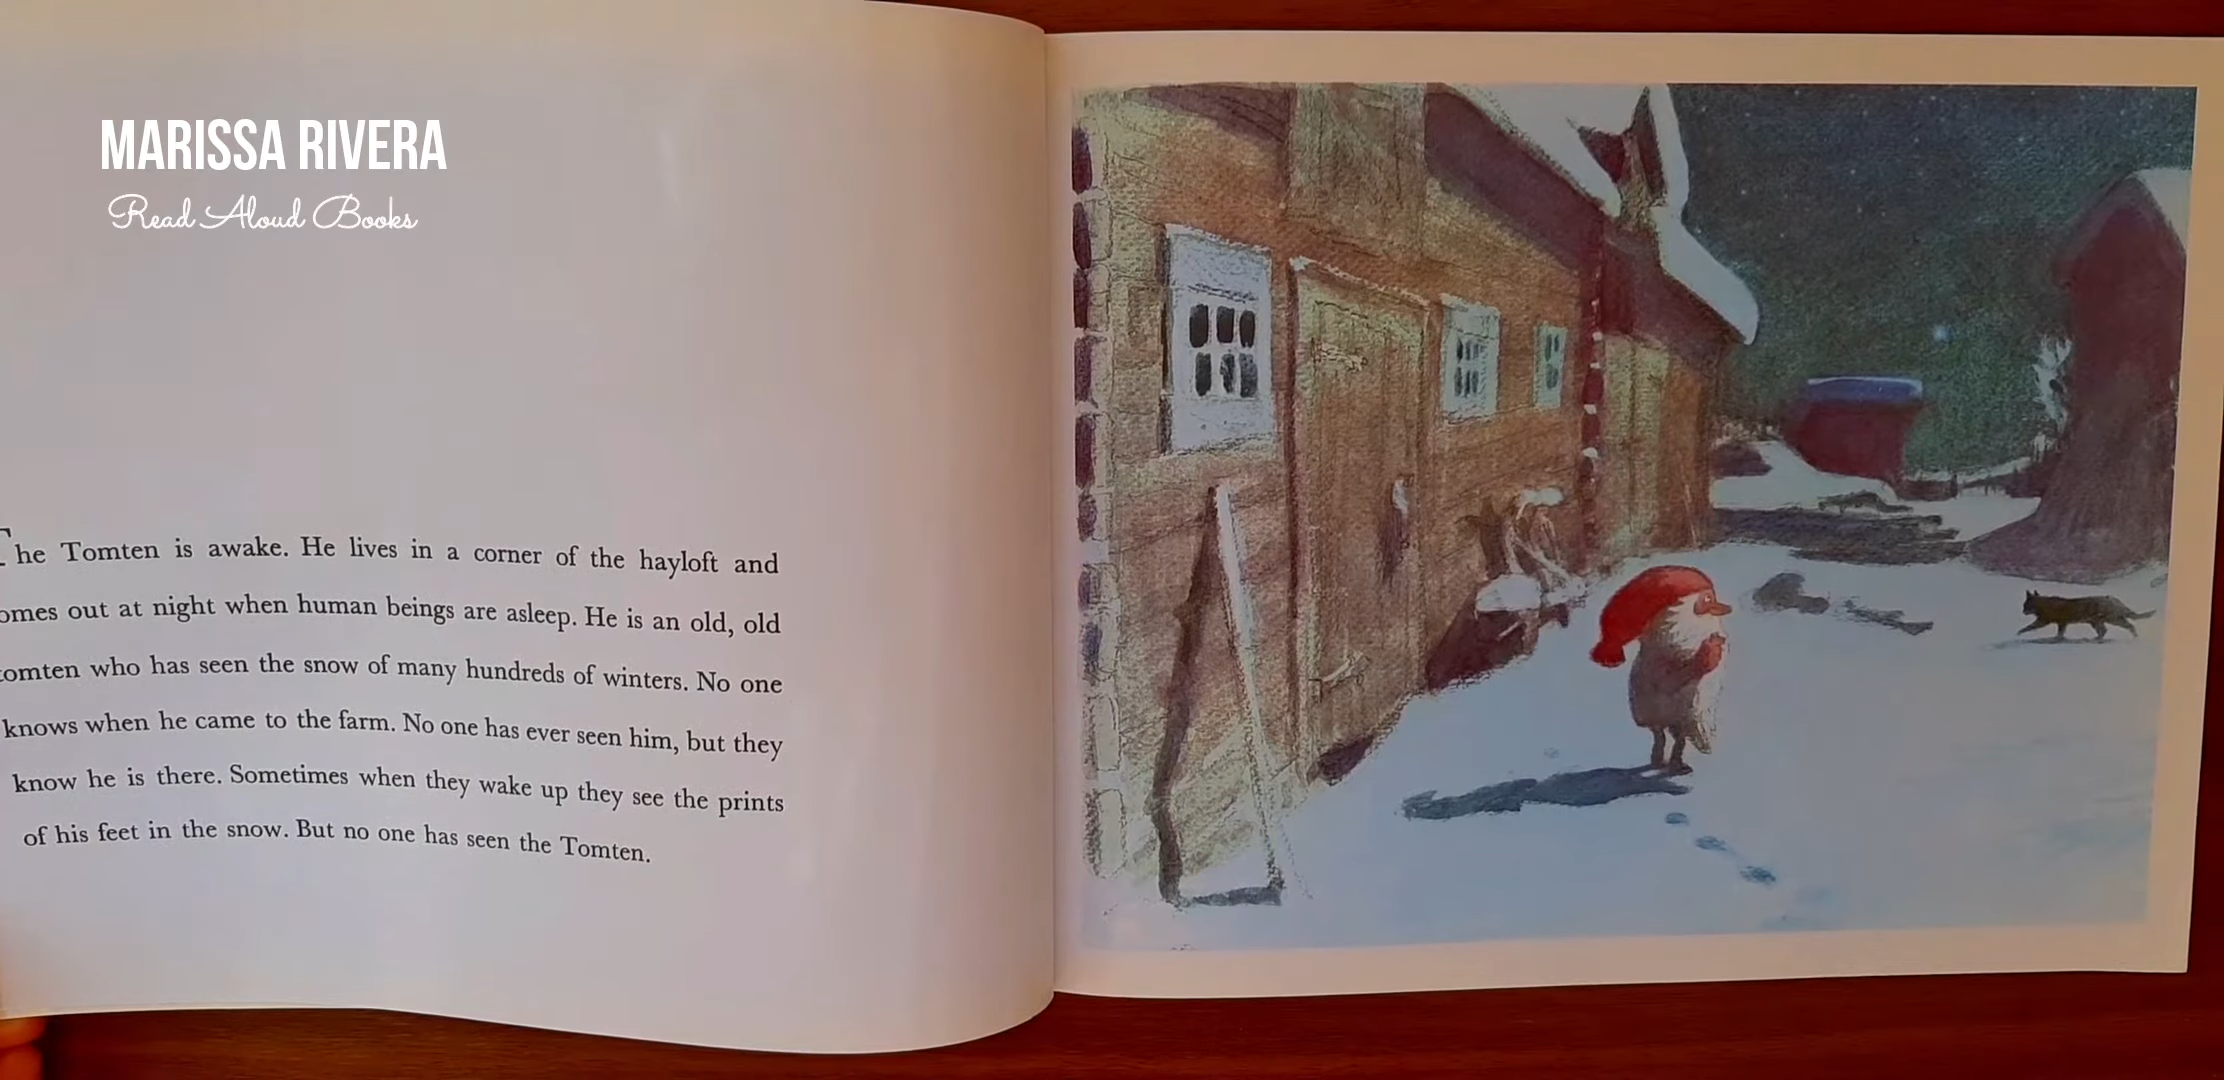 MARISSA RIVERA
Read Aloud Books
The Tomten is awake. He lives in a corner of the hayloft and
omes out at night when human beings are asleep. He is an old, old
tomten who has seen the snow of many hundreds of winters. No one
knows when he came to the farm. No one has ever seen him, but they
know he is there. Sometimes when they wake up they see the prints
of his feet in the snow. But no one has seen the Tomten.